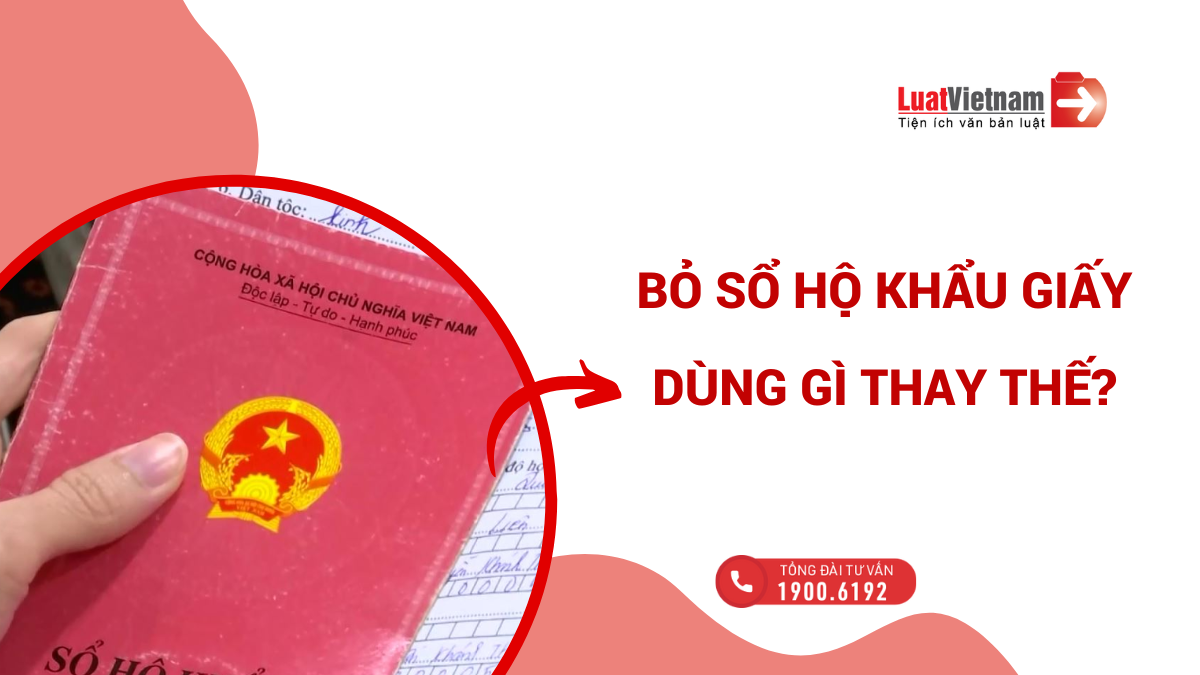 LuatVietnam
Tiện ích văn bản luật
Dân tộc:
Kinh
CỘNG HÒA XÃ HỘI CHỦ NGHĨA VIỆT NAM
Độc lập - Tự do - Hạnh phúc
BỎ SỔ HỘ KHẨU GIẤY
DÙNG GÌ THAY THẾ?
TỔNG ĐÀI TƯ VẤN
1900.6192
SỔ HỘ